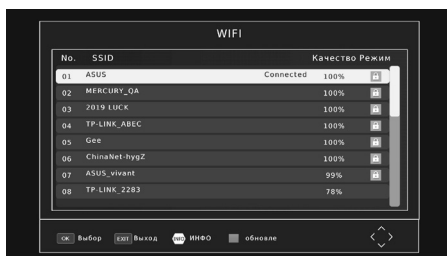 WIFI
No. SSID Качество Режим
01 ASUS Connected 100%
02 MERCURY_QA 100%
03 2019 LUCK 100%
04 TP-LINK_ABEC 100%
05 Gee 100%
06 ChinaNet-hygZ 100%
07 ASUS_vivant 99%
08 TP-LINK_2283 78%
OK Выбор EXIT Выход INFO ИНФО обновле